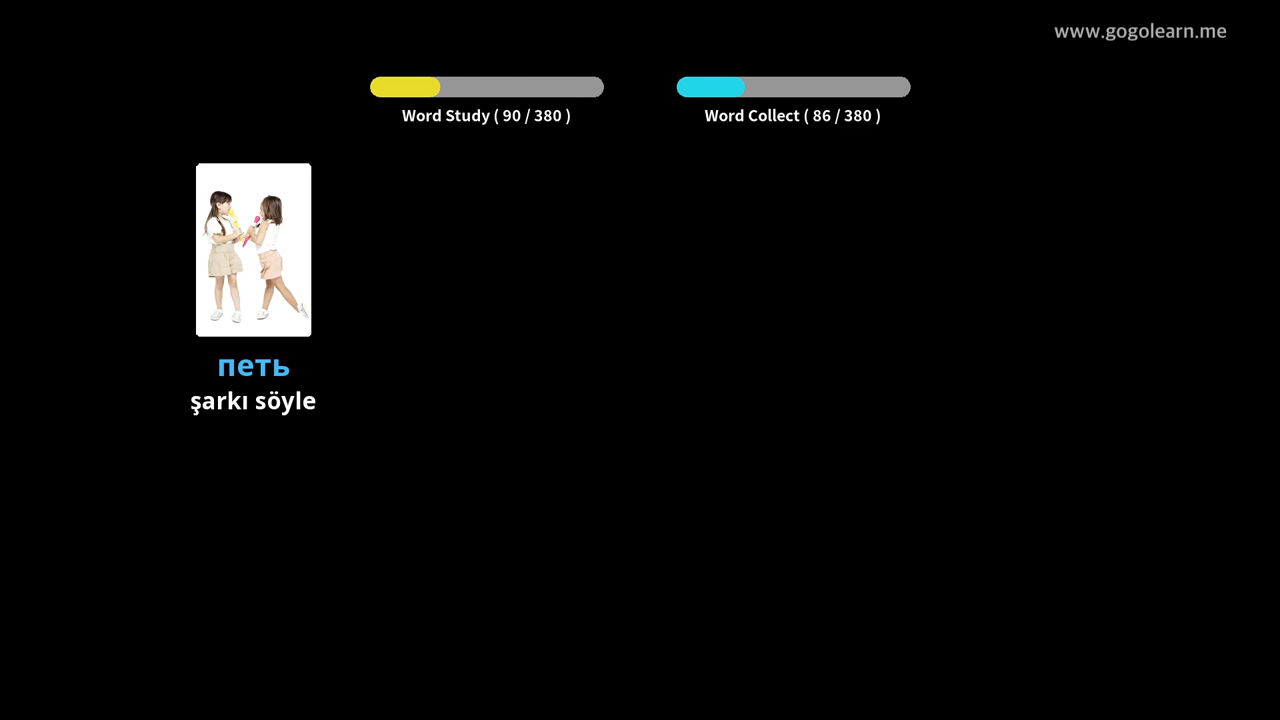 www.gogolearn.me
Word Study ( 90 / 380 )
Word Collect ( 86 / 380 )
петь
şarkı söyle